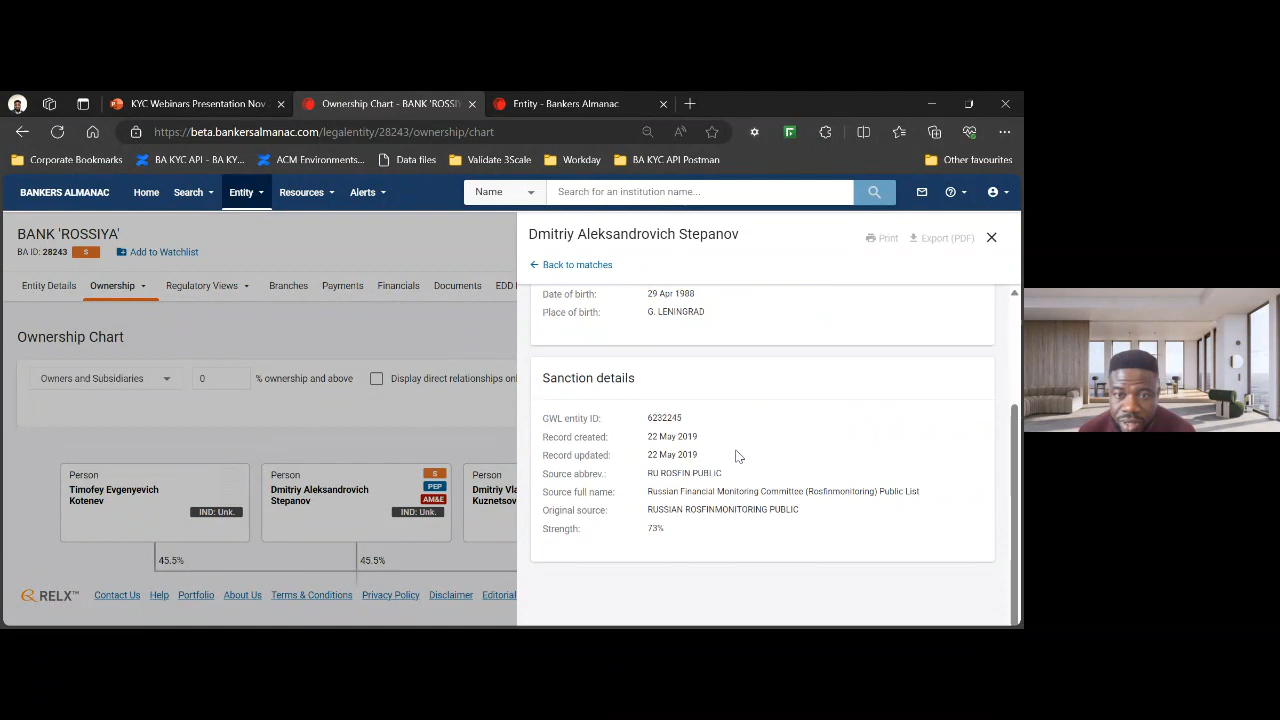 KYC Webinars Presentation Nov
Ownership Chart - BANK 'ROSSIY
Entity - Bankers Almanac
https://beta.bankersalmanac.com/legalentity/28243/ownership/chart
Corporate Bookmarks
BA KYC API - BA KY...
ACM Environments...
Data files
Validate 3Scale
Workday
BA KYC API Postman
Other favourites
BANKERS ALMANAC
Home
Search
Entity
Resources
Alerts
Name
Search for an institution name...
BANK 'ROSSIYA'
BA ID: 28243
S
Add to Watchlist
Entity Details
Ownership
Regulatory Views
Branches
Payments
Financials
Documents
EDD
Ownership Chart
Owners and Subsidiaries
0
% ownership and above
Display direct relationships onl
Person
Timofey Evgenyevich
Kotenev
IND: Unk.
Person
Dmitriy Aleksandrovich
Stepanov
S
PEP
AM&E
IND: Unk.
Person
Dmitriy Vla
Kuznetsov
45.5%
45.5%
RELX™
Contact Us
Help
Portfolio
About Us
Terms & Conditions
Privacy Policy
Disclaimer
Editorial
Dmitriy Aleksandrovich Stepanov
Print
Export (PDF)
Back to matches
Date of birth: 29 Apr 1988
Place of birth: G. LENINGRAD
Sanction details
GWL entity ID: 6232245
Record created: 22 May 2019
Record updated: 22 May 2019
Source abbrev.: RU ROSFIN PUBLIC
Source full name: Russian Financial Monitoring Committee (Rosfinmonitoring) Public List
Original source: RUSSIAN ROSFINMONITORING PUBLIC
Strength: 73%